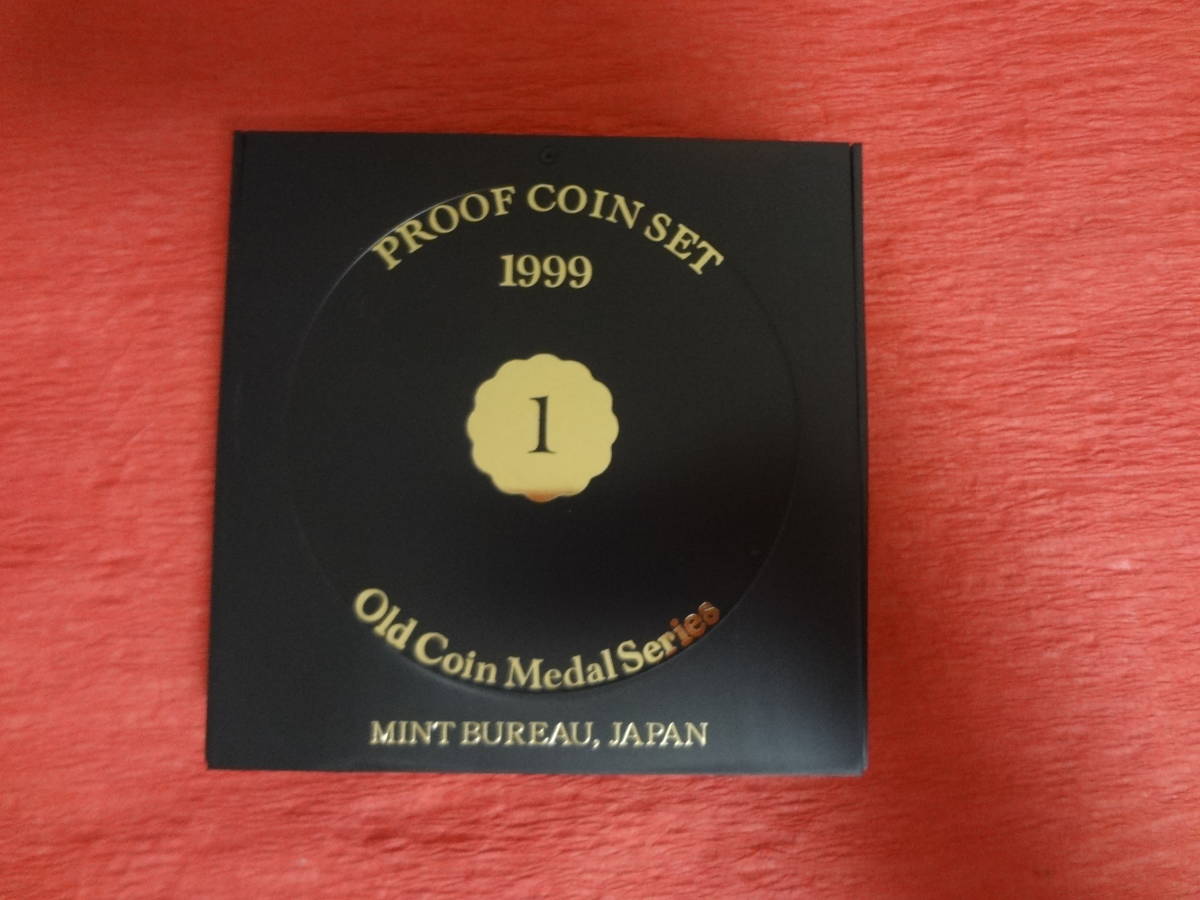 PROOF COIN SET
1999
1
Old Coin Medal Series
MINT BUREAU, JAPAN